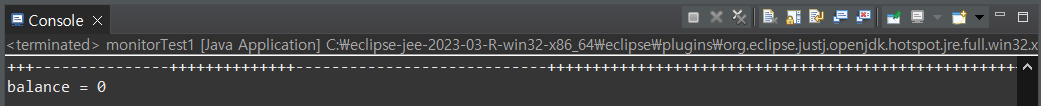 Console
<terminated> monitorTest1 [Java Application] C:₩eclipse-jee-2023-03-R-win32-x86_64₩eclipse₩plugins₩org.eclipse.justj.openjdk.hotspot.jre.full.win32.x
+++---------------++++++++++++++----------------------------++++++++++++++++++++++++++++++++++++++++++++++++++++
balance = 0